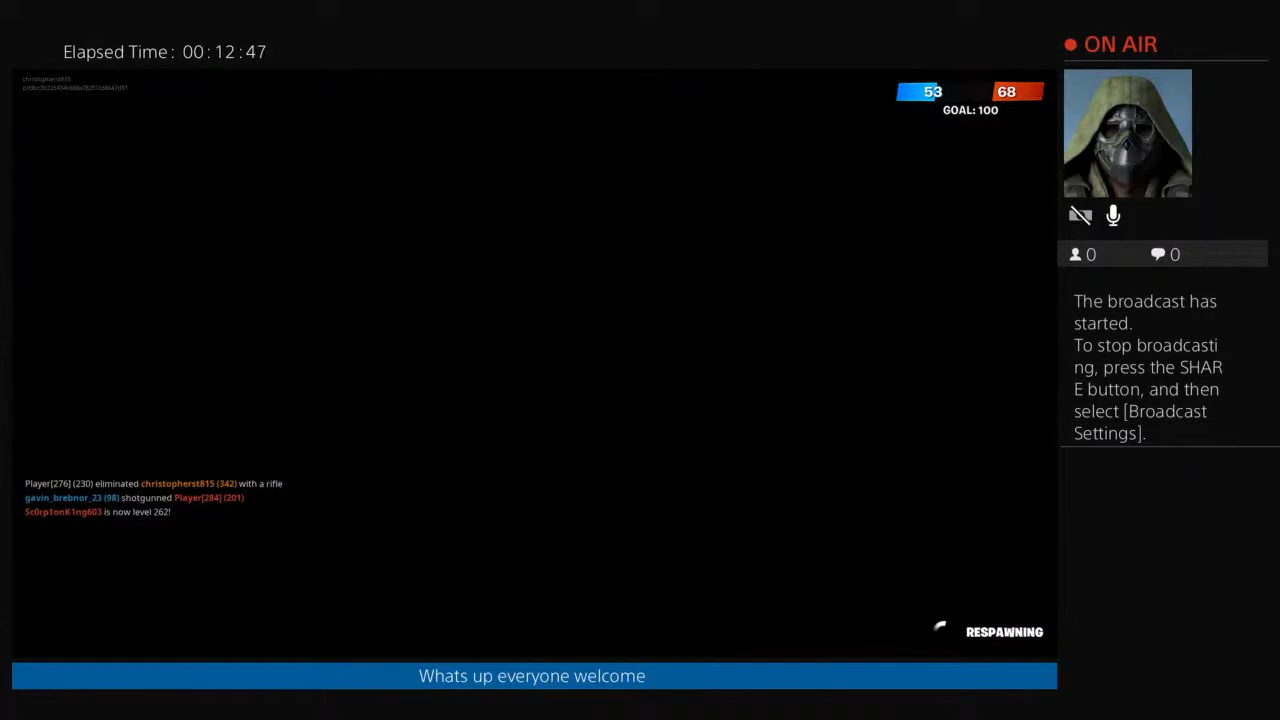 Elapsed Time: 00:12:47
ON AIR
christopherst815
53
68
GOAL: 100
0
0
The broadcast has
started.
To stop broadcasti
ng, press the SHAR
E button, and then
select [Broadcast
Settings].
Player[276] (230) eliminated christopherst815 (342) with a rifle
gavin_brebnor_23 (98) shotgunned Player[284] (201)
Sc0rp1onK1ng603 is now level 262!
RESPAWNING
Whats up everyone welcome